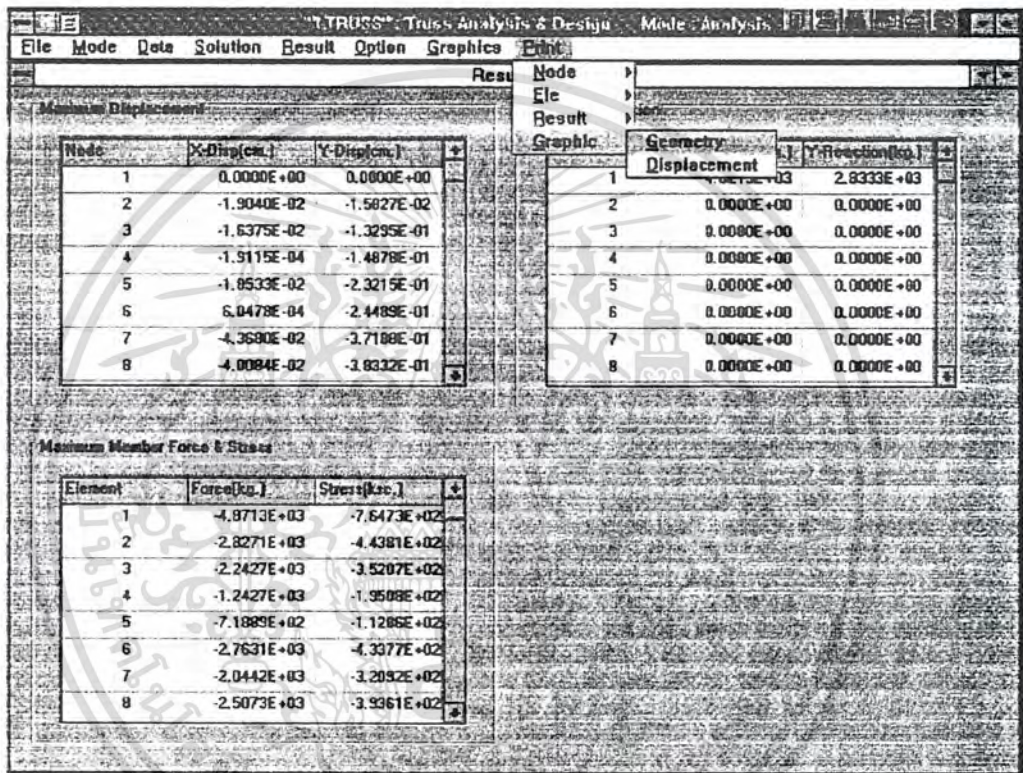 "T.TRUSS": Truss Analysis & Design Mode : Analysis
File Mode Data Solution Result Option Graphics Print
Resu
Node
Ele
Result
Graphic
Geometry
Displacement
Maximum Displacement
Node X-Disp(cm.) Y-Disp(cm.)
1 0.0000E+00 0.0000E+00
2 -1.9040E-02 -1.5827E-02
3 -1.6375E-02 -1.3295E-01
4 -1.9115E-04 -1.4878E-01
5 -1.8533E-02 -2.3215E-01
6 6.0478E-04 -2.4489E-01
7 -4.3680E-02 -3.7188E-01
8 -4.0084E-02 -3.8332E-01
Y-Reaction(kg.)
1 2.8333E+03
2 0.0000E+00 0.0000E+00
3 0.0000E+00 0.0000E+00
4 0.0000E+00 0.0000E+00
5 0.0000E+00 0.0000E+00
6 0.0000E+00 0.0000E+00
7 0.0000E+00 0.0000E+00
8 0.0000E+00 0.0000E+00
Maximum Member Force & Stress
Element Force(kg.) Stress(ksc.)
1 -4.8713E+03 -7.6473E+02
2 -2.8271E+03 -4.4381E+02
3 -2.2427E+03 -3.5207E+02
4 -1.2427E+03 -1.9508E+02
5 -7.1889E+02 -1.1286E+02
6 -2.7631E+03 -4.3377E+02
7 -2.0442E+03 -3.2092E+02
8 -2.5073E+03 -3.9361E+02